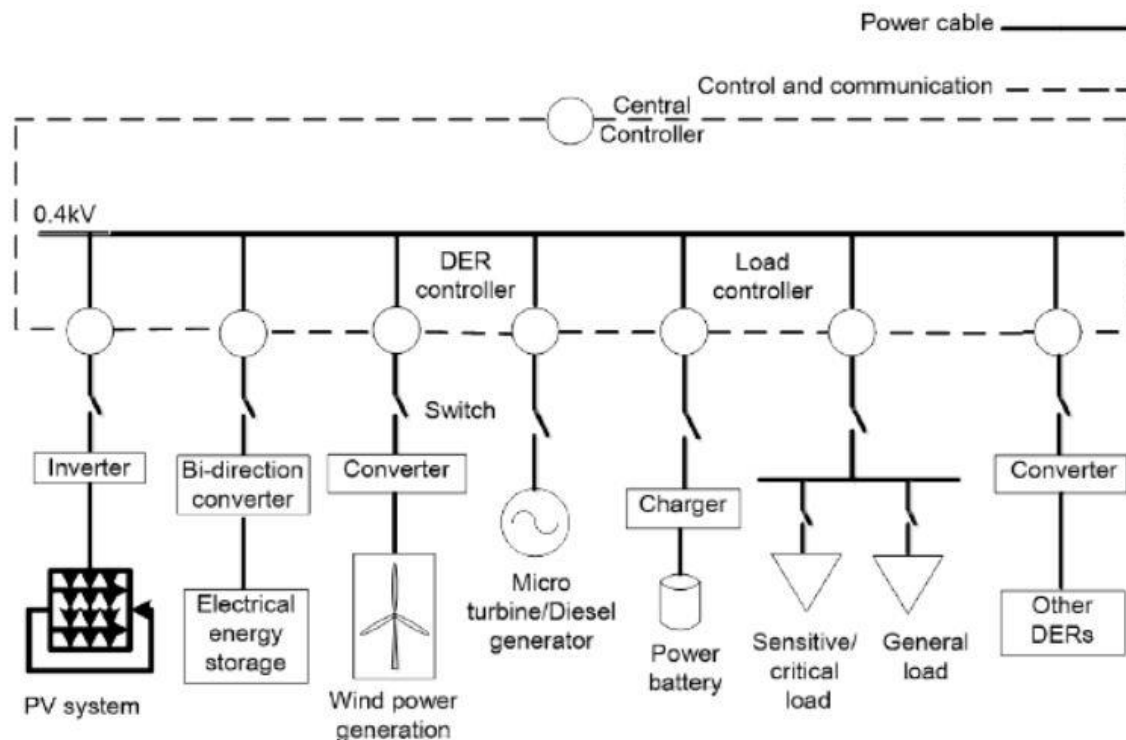 Power cable
Control and communication
Central
Controller
0.4kV
DER
controller
Load
controller
Switch
Inverter
Bi-direction
converter
Converter
Charger
Converter
Micro
turbine/Diesel
generator
Electrical
energy
storage
Power
battery
Sensitive/
critical
load
General
load
Other
DERs
PV system
Wind power
generation